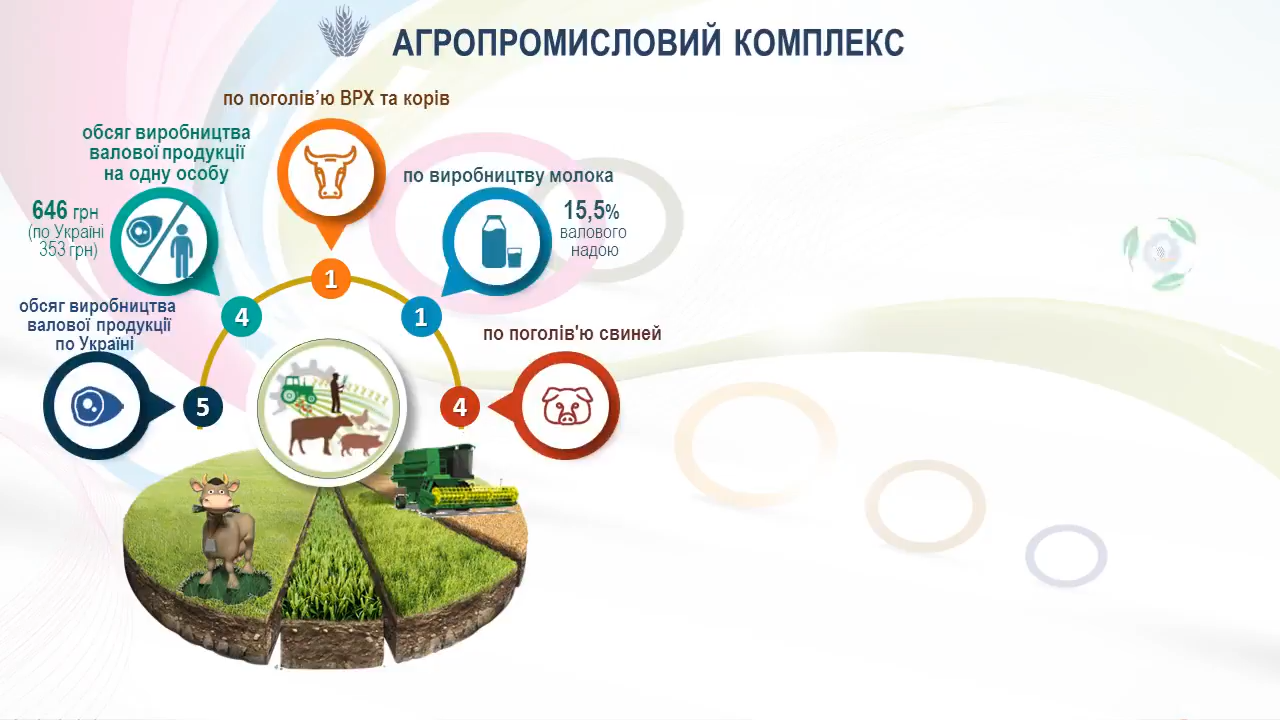 АГРОПРОМИСЛОВИЙ КОМПЛЕКС
по поголів’ю ВРХ та корів
обсяг виробництва
валової продукції
на одну особу
646 грн
(по Україні
353 грн)
по виробництву молока
15,5%
валового
надою
1
4
1
обсяг виробництва
валової продукції
по Україні
по поголів'ю свиней
5
4